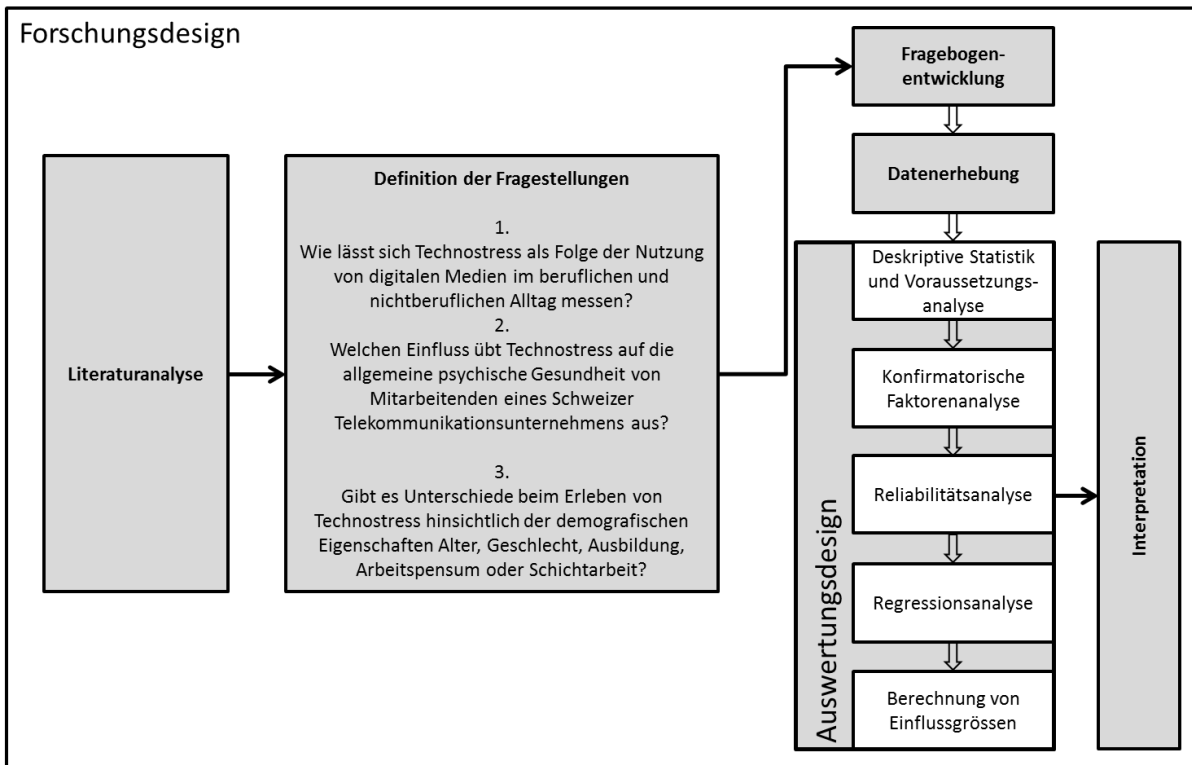 Forschungsdesign
Literaturanalyse
Definition der Fragestellungen
1.
Wie lässt sich Technostress als Folge der Nutzung
von digitalen Medien im beruflichen und
nichtberuflichen Alltag messen?
2.
Welchen Einfluss übt Technostress auf die
allgemeine psychische Gesundheit von
Mitarbeitenden eines Schweizer
Telekommunikationsunternehmens aus?
3.
Gibt es Unterschiede beim Erleben von
Technostress hinsichtlich der demografischen
Eigenschaften Alter, Geschlecht, Ausbildung,
Arbeitspensum oder Schichtarbeit?
Fragebogen-
entwicklung
Datenerhebung
Auswertungsdesign
Deskriptive Statistik
und Voraussetzungs-
analyse
Konfirmatorische
Faktorenanalyse
Reliabilitätsanalyse
Regressionsanalyse
Berechnung von
Einflussgrössen
Interpretation